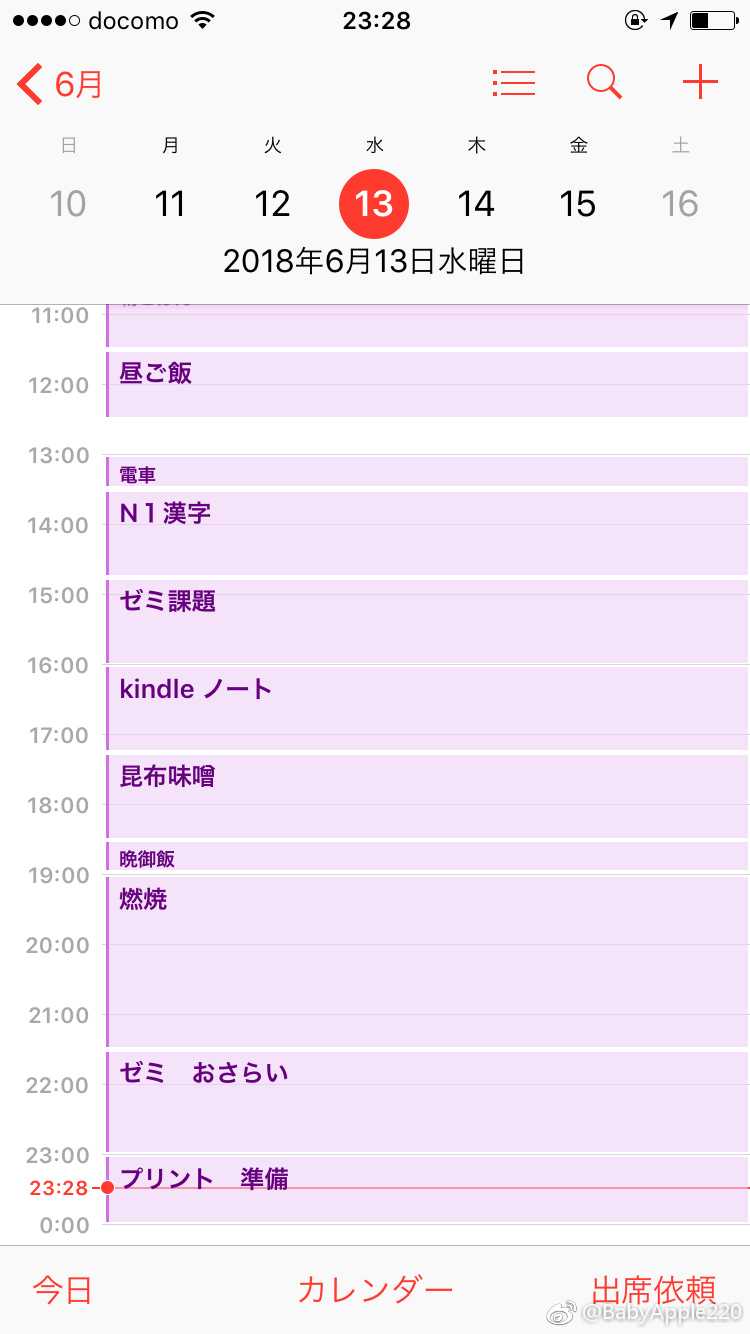 docomo 23:28
6月
日 月 火 水 木 金 土
10 11 12 13 14 15 16
2018年6月13日水曜日
11:00
昼ご飯
12:00
13:00
電車
N１漢字
14:00
15:00
ゼミ課題
16:00
kindle ノート
17:00
昆布味噌
18:00
晩御飯
19:00
燃焼
20:00
21:00
22:00
ゼミ　おさらい
23:00
プリント　準備
23:28
0:00
今日 カレンダー 出席依頼
@BabyApple220